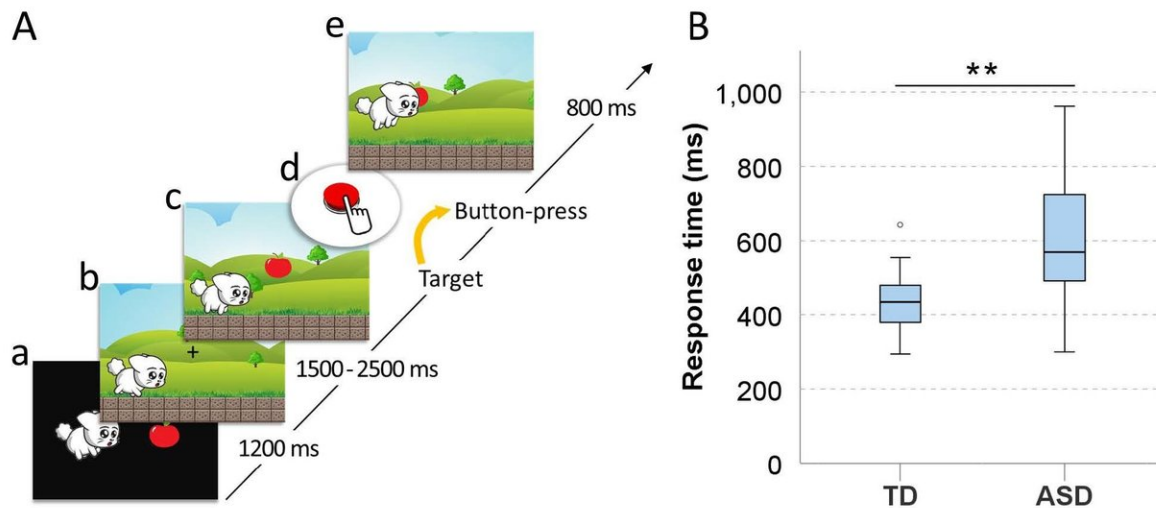 A
a
1200 ms
b
+
1500 - 2500 ms
c
Target
d
Button-press
e
800 ms
B
**
Response time (ms)
1,000
800
600
400
200
0
TD
ASD